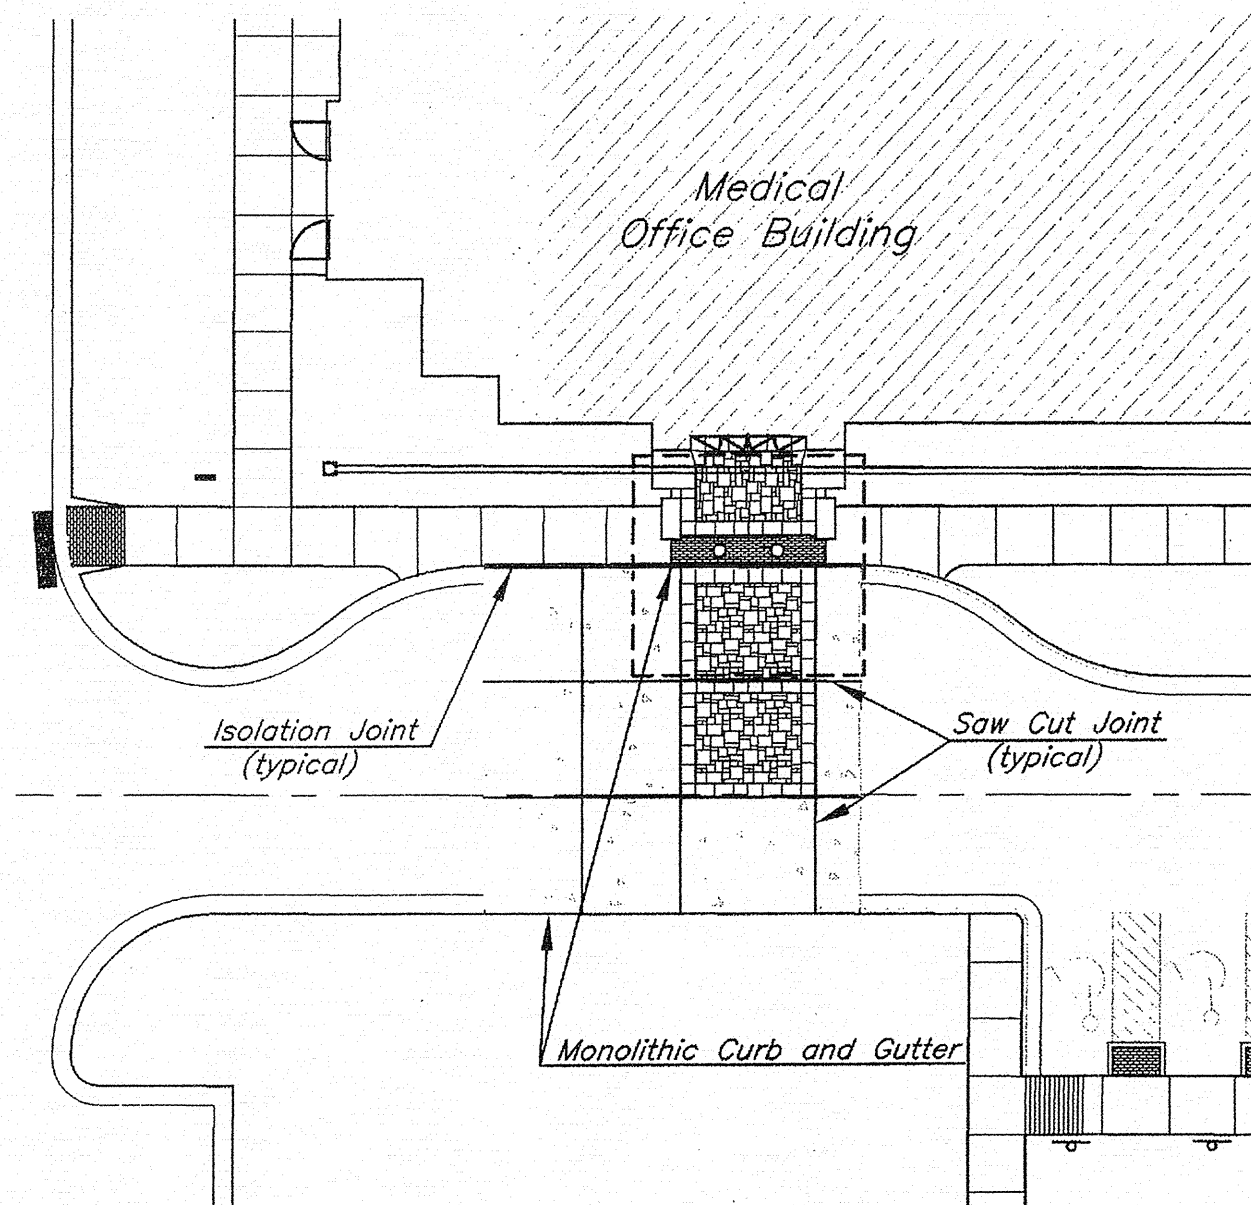 Medical
Office Building
Isolation Joint
(typical)
Saw Cut Joint
(typical)
Monolithic Curb and Gutter